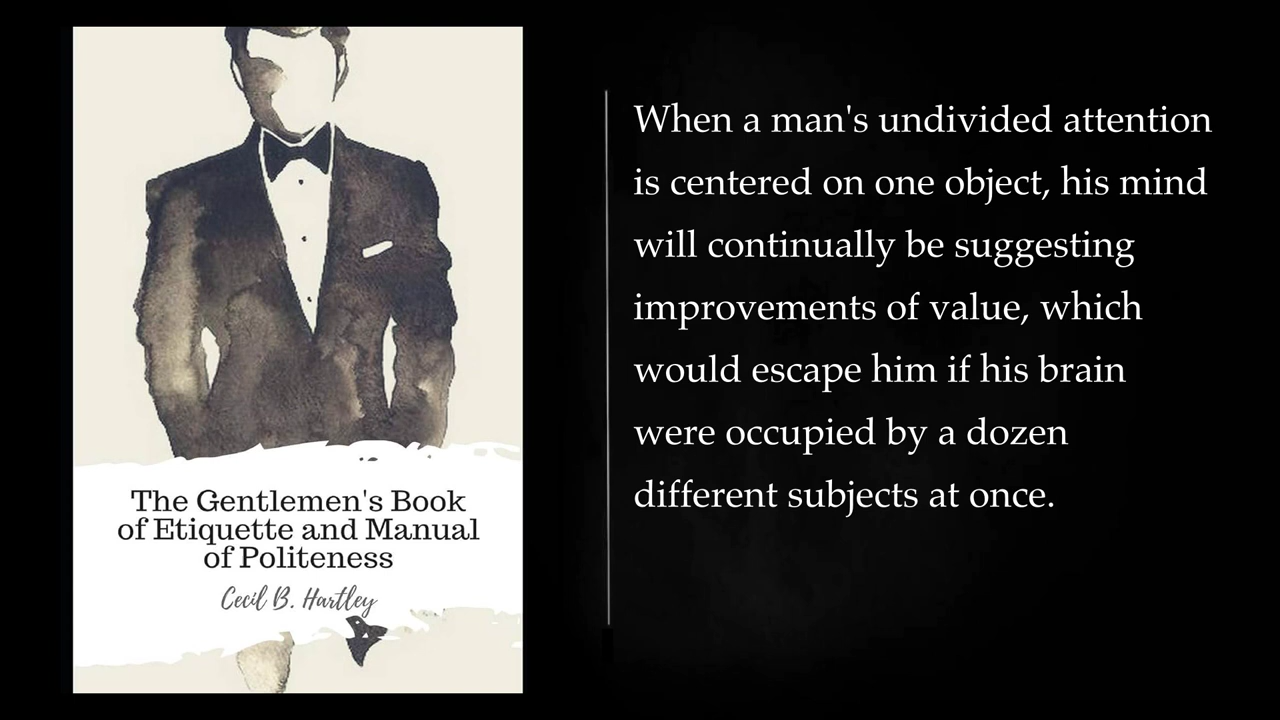 The Gentlemen's Book
of Etiquette and Manual
of Politeness
Cecil B. Hartley
When a man's undivided attention
is centered on one object, his mind
will continually be suggesting
improvements of value, which
would escape him if his brain
were occupied by a dozen
different subjects at once.